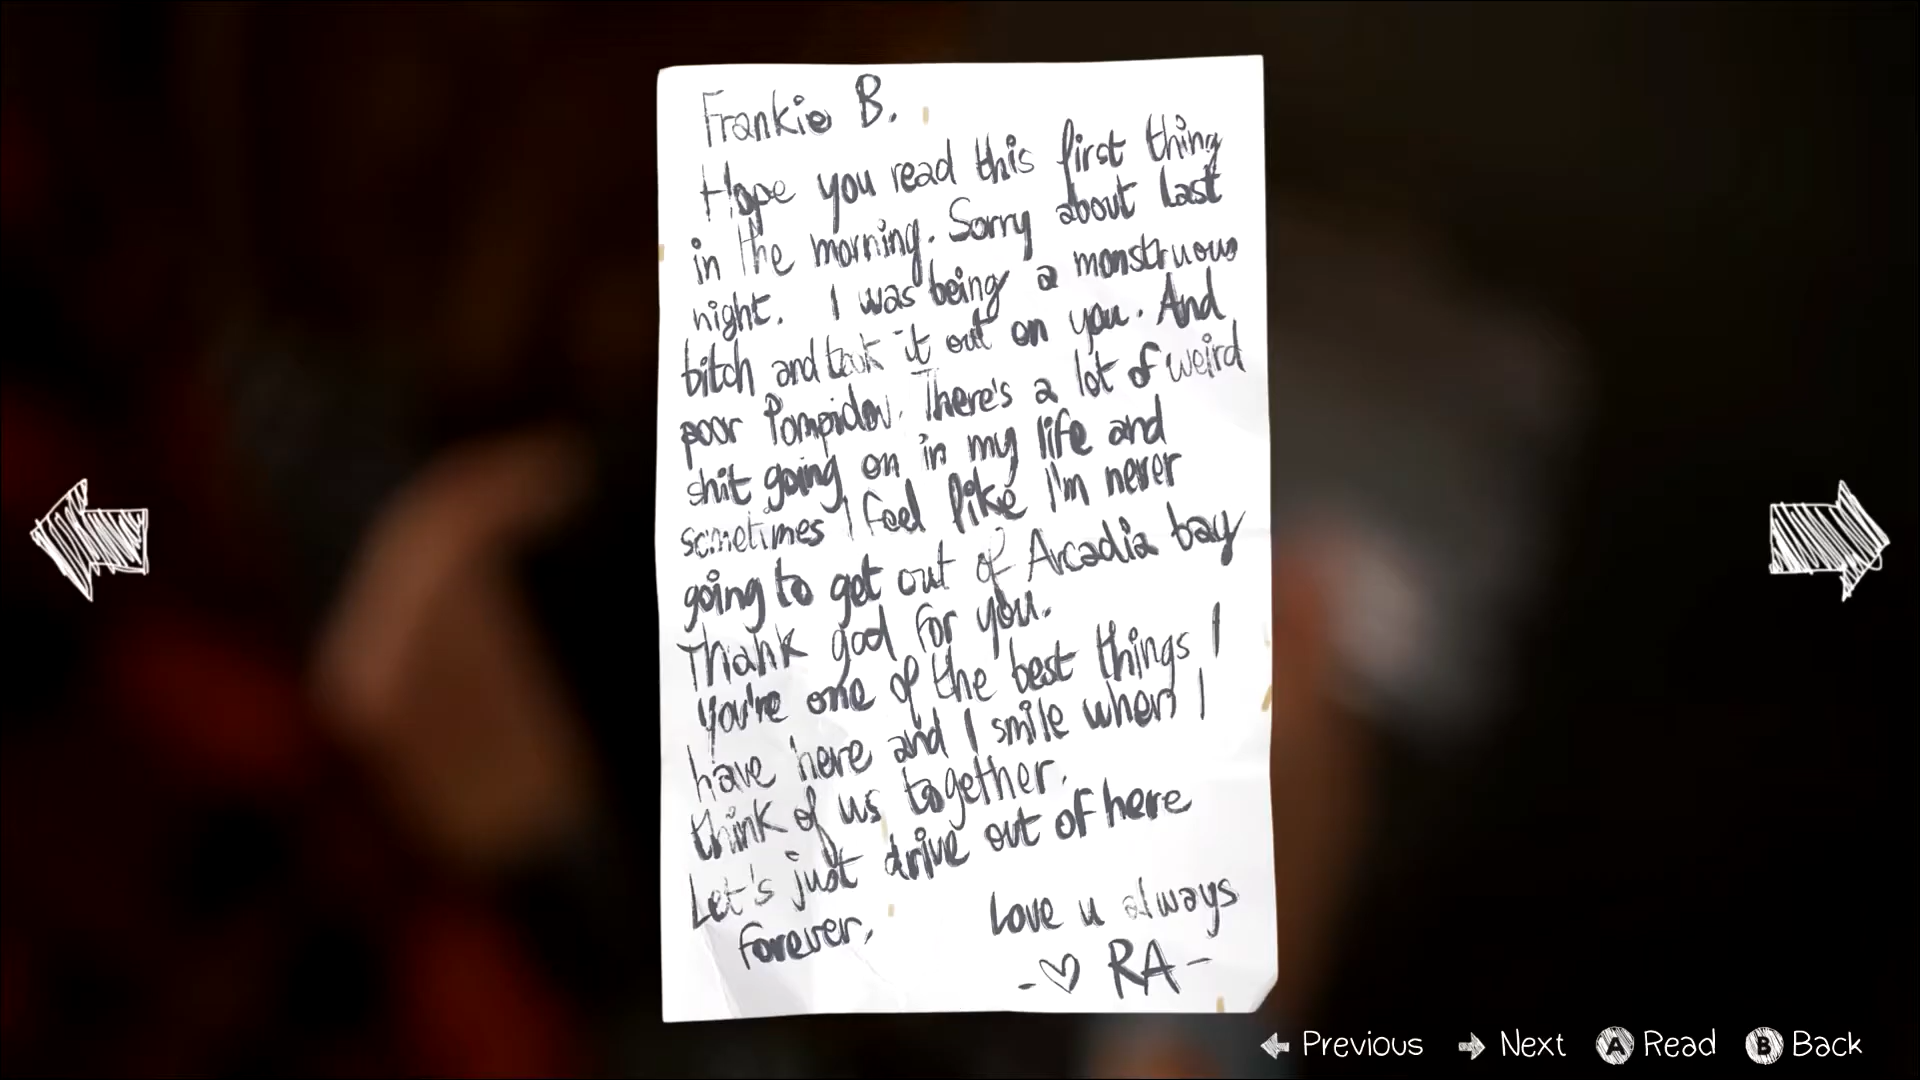 Frankie B.
Hope you read this first thing
in the morning. Sorry about last
night. I was being a monstruous
bitch and took it out on you. And
poor Pompidou. There's a lot of weird
shit going on in my life and
sometimes I feel like I'm never
going to get out of Arcadia bay
Thank god for you.
You're one of the best things I
have here and I smile when I
think of us together.
Let's just drive out of here
forever.
Love u always
-♡ RA-
Previous Next A Read B Back